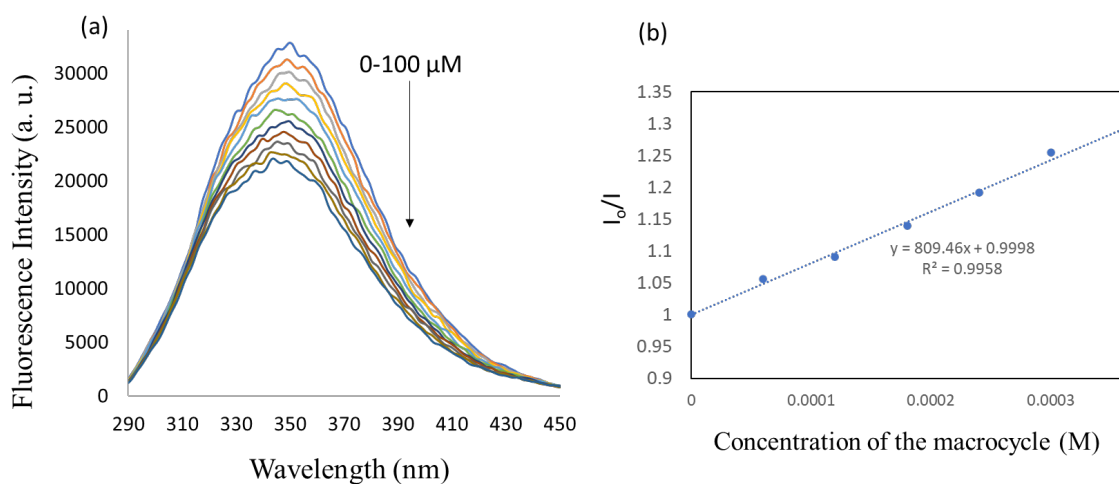 (a)
0-100 µM
Fluorescence Intensity (a. u.)
30000
25000
20000
15000
10000
5000
0
290 310 330 350 370 390 410 430 450
Wavelength (nm)
(b)
Io/I
1.35
1.3
1.25
1.2
1.15
1.1
1.05
1
0.95
0.9
y = 809.46x + 0.9998
R² = 0.9958
0 0.0001 0.0002 0.0003
Concentration of the macrocycle (M)